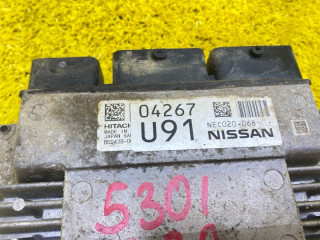 04267
HITACHI
MADE IN
JAPAN
U91
NEC020-068
NISSAN
5301